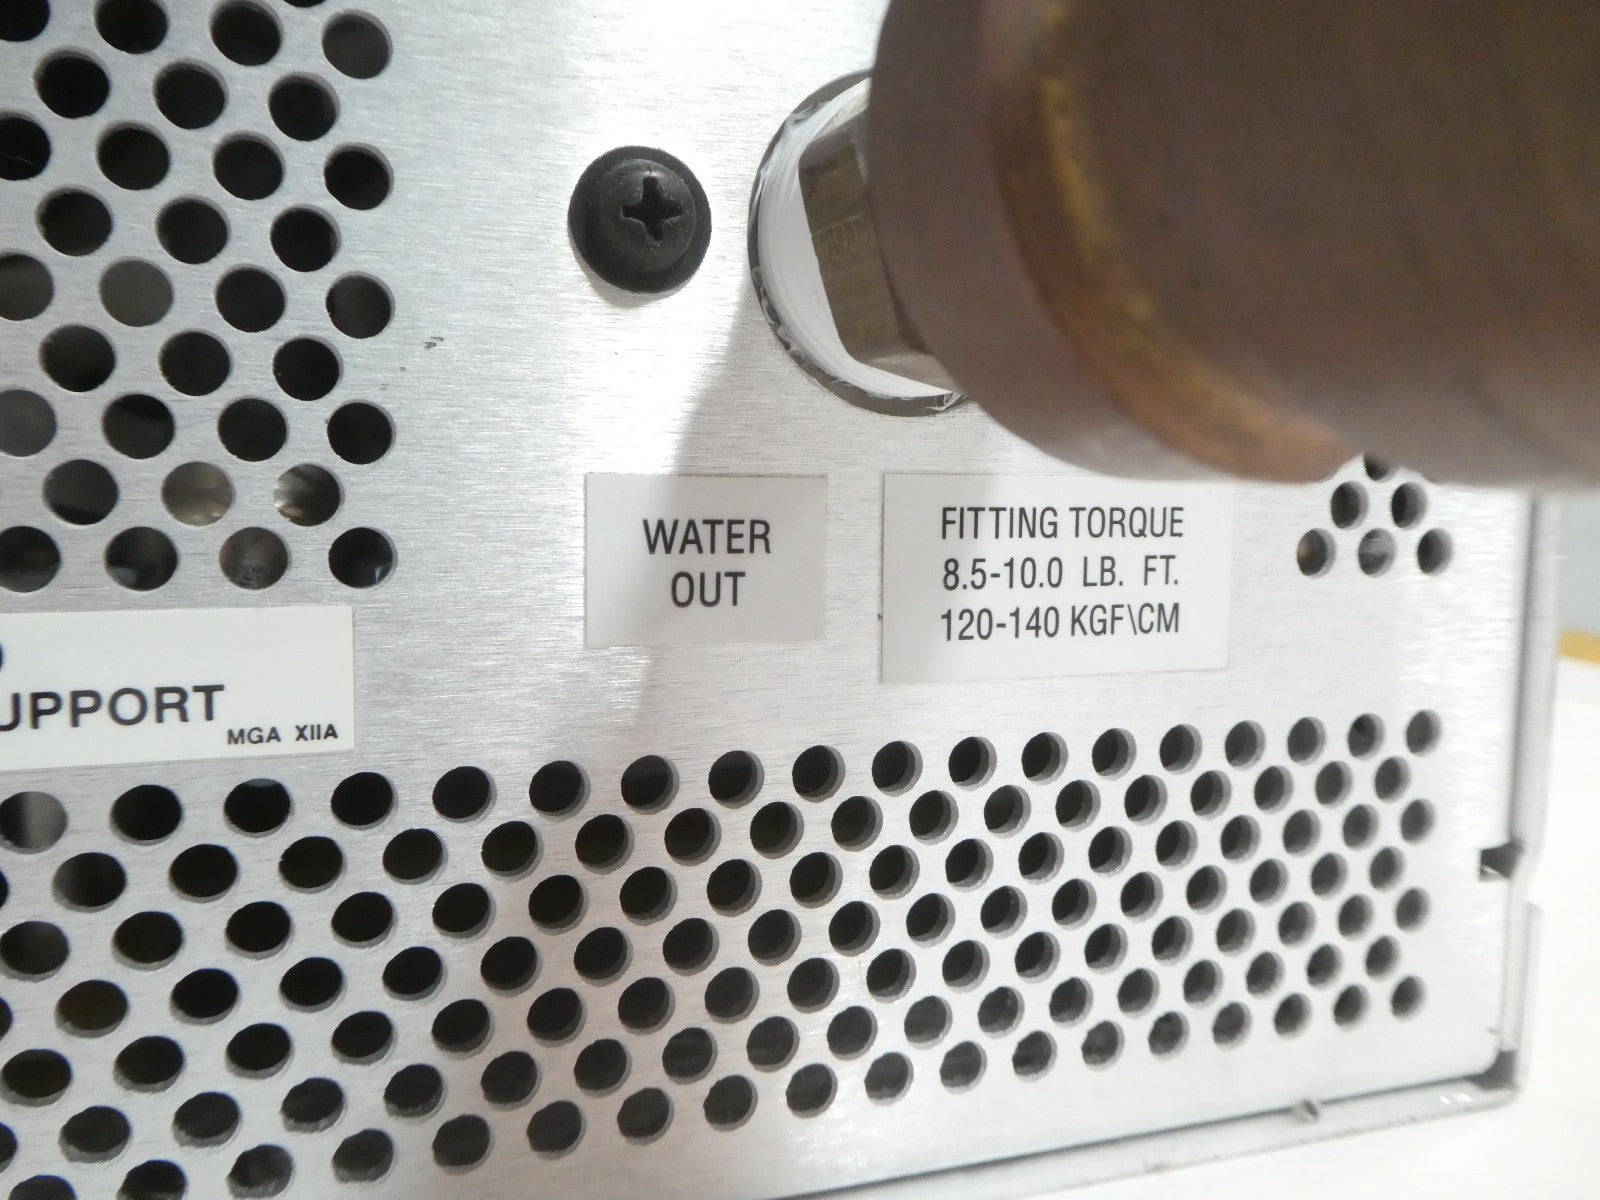 WATER
OUT
FITTING TORQUE
8.5-10.0 LB. FT.
120-140 KGF\CM
UPPORT
MGA XIIA